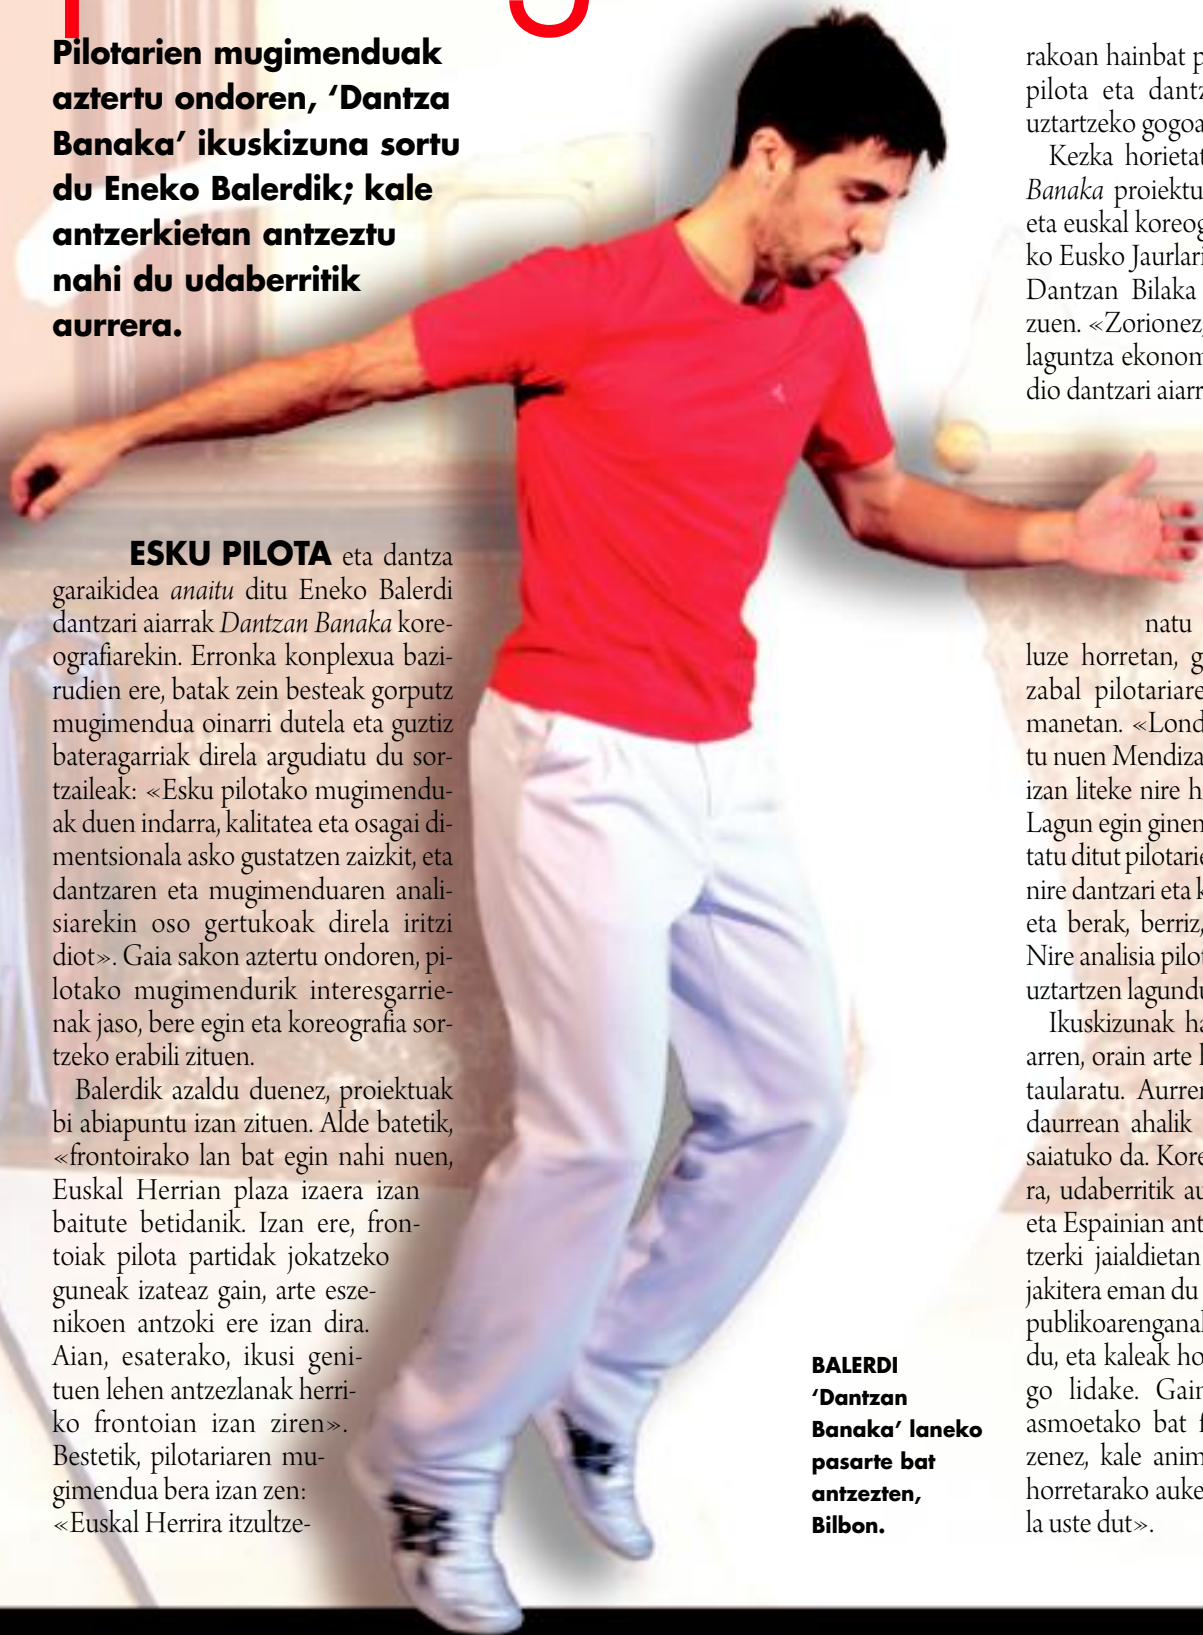 Pilotarien mugimenduak
aztertu ondoren, ‘Dantza
Banaka’ ikuskizuna sortu
du Eneko Balerdik; kale
antzerkietan antzeztu
nahi du udaberritik
aurrera.
ESKU PILOTA eta dantza
garaikidea anaitu ditu Eneko Balerdi
dantzari aiarrak Dantzan Banaka kore-
ografiarekin. Erronka konplexua bazi-
rudien ere, batak zein besteak gorputz
mugimendua oinarri dutela eta guztiz
bateragarriak direla argudiatu du sor-
tzaileak: «Esku pilotako mugimendu-
ak duen indarra, kalitatea eta osagai di-
mentsionala asko gustatzen zaizkit, eta
dantzaren eta mugimenduaren anali-
siarekin oso gertukoak direla iritzi
diot». Gaia sakon aztertu ondoren, pi-
lotako mugimendurik interesgarrie-
nak jaso, bere egin eta koreografia sor-
tzeko erabili zituen.
Balerdik azaldu duenez, proiektuak
bi abiapuntu izan zituen. Alde batetik,
«frontoirako lan bat egin nahi nuen,
Euskal Herrian plaza izaera izan
baitute betidanik. Izan ere, fron-
toiak pilota partidak jokatzeko
guneak izateaz gain, arte esze-
nikoen antzoki ere izan dira.
Aian, esaterako, ikusi geni-
tuen lehen antzezlanak herri-
ko frontoian izan ziren».
Bestetik, pilotariaren mu-
gimendua bera izan zen:
«Euskal Herrira itzultze-
rakoan hainbat p
pilota eta dantz
uztartzeko gogoa
Kezka horietat
Banaka proiektu
eta euskal koreog
ko Eusko Jaurlari
Dantzan Bilaka
zuen. «Zorionez,
laguntza ekonom
dio dantzari aiarr
natu
luze horretan, g
zabal pilotariare
manetan. «Lond
tu nuen Mendiza
izan liteke nire h
Lagun egin ginen
tatu ditut pilotarie
nire dantzari eta k
eta berak, berriz,
Nire analisia pilot
uztartzen lagundu
Ikuskizunak ha
arren, orain arte l
taularatu. Aurren
daurrean ahalik
saiatuko da. Kore
ra, udaberritik au
eta Espainian ant
tzerki jaialdietan
jakitera eman du
publikoarenganal
du, eta kaleak ho
go lidake. Gain
asmoetako bat f
zenez, kale anim
horretarako auke
la uste dut».
BALERDI
‘Dantzan
Banaka’ laneko
pasarte bat
antzezten,
Bilbon.